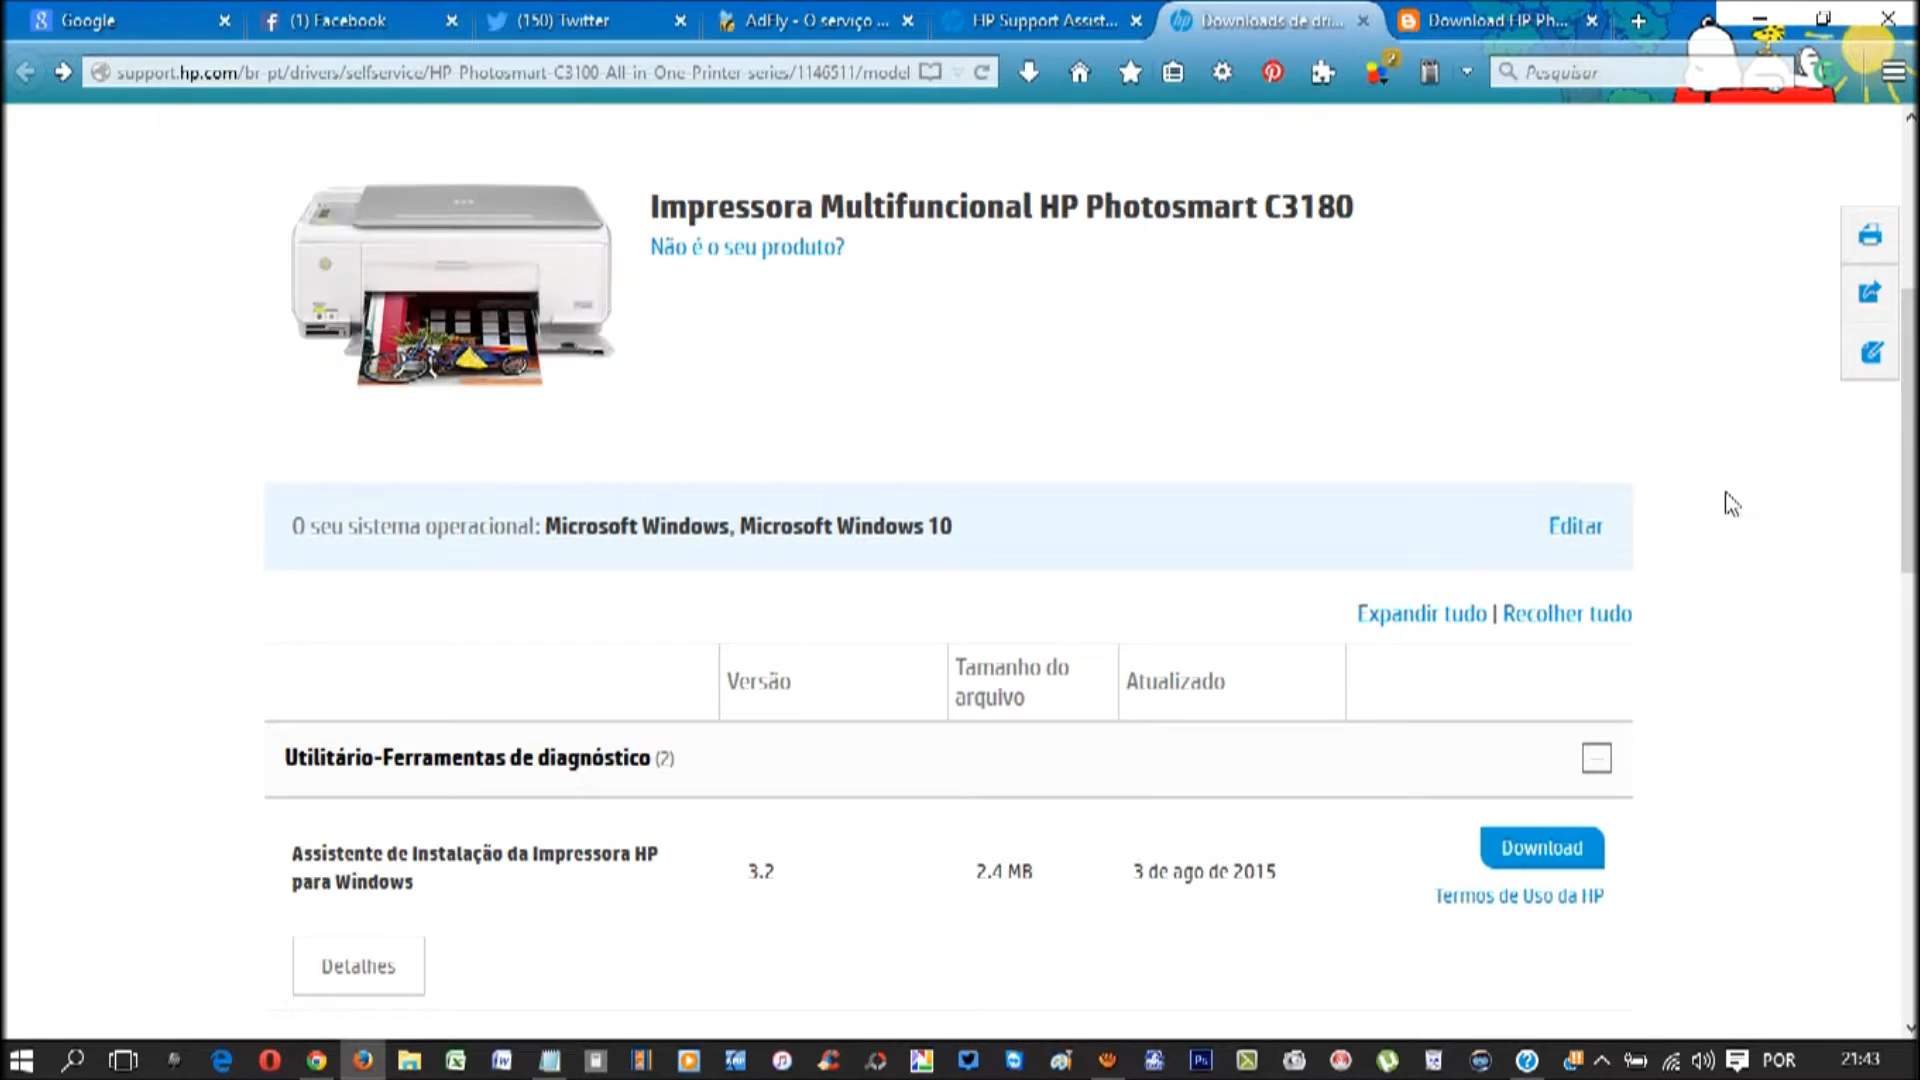 Google
(1) Facebook
(150) Twitter
AdFly - O serviço ...
HP Support Assist...
Downloads de dri...
Download HP Ph...
support.hp.com/br-pt/drivers/selfservice/HP-Photosmart-C3100-All-in-One-Printer-series/1146511/model
2
Pesquisar
Impressora Multifuncional HP Photosmart C3180
Não é o seu produto?
O seu sistema operacional: Microsoft Windows, Microsoft Windows 10
Editar
Expandir tudo | Recolher tudo
Versão
Tamanho do
arquivo
Atualizado
Utilitário-Ferramentas de diagnóstico (2)
Assistente de Instalação da Impressora HP
para Windows
3.2
2.4 MB
3 de ago de 2015
Download
Termos de Uso da HP
Detalhes
POR
21:43